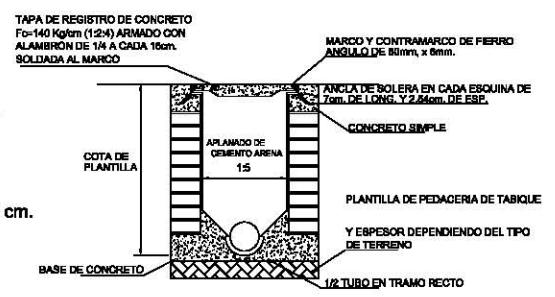 TAPA DE REGISTRO DE CONCRETO
Fc=140 Kg/cm (1:2:4) ARMADO CON
ALAMBRÓN DE 1/4 A CADA 15cm.
SOLDADA AL MARCO
MARCO Y CONTRAMARCO DE FIERRO
ANGULO DE 50mm, x 6mm.
ANCLA DE SOLERA EN CADA ESQUINA DE
7cm. DE LONG. Y 2.54cm. DE ESP.
CONCRETO SIMPLE
COTA DE
PLANTILLA
APLANADO DE
CEMENTO ARENA
1:5
PLANTILLA DE PEDACERIA DE TABIQUE
cm.
Y ESPESOR DEPENDIENDO DEL TIPO
DE TERRENO
BASE DE CONCRETO
1/2 TUBO EN TRAMO RECTO